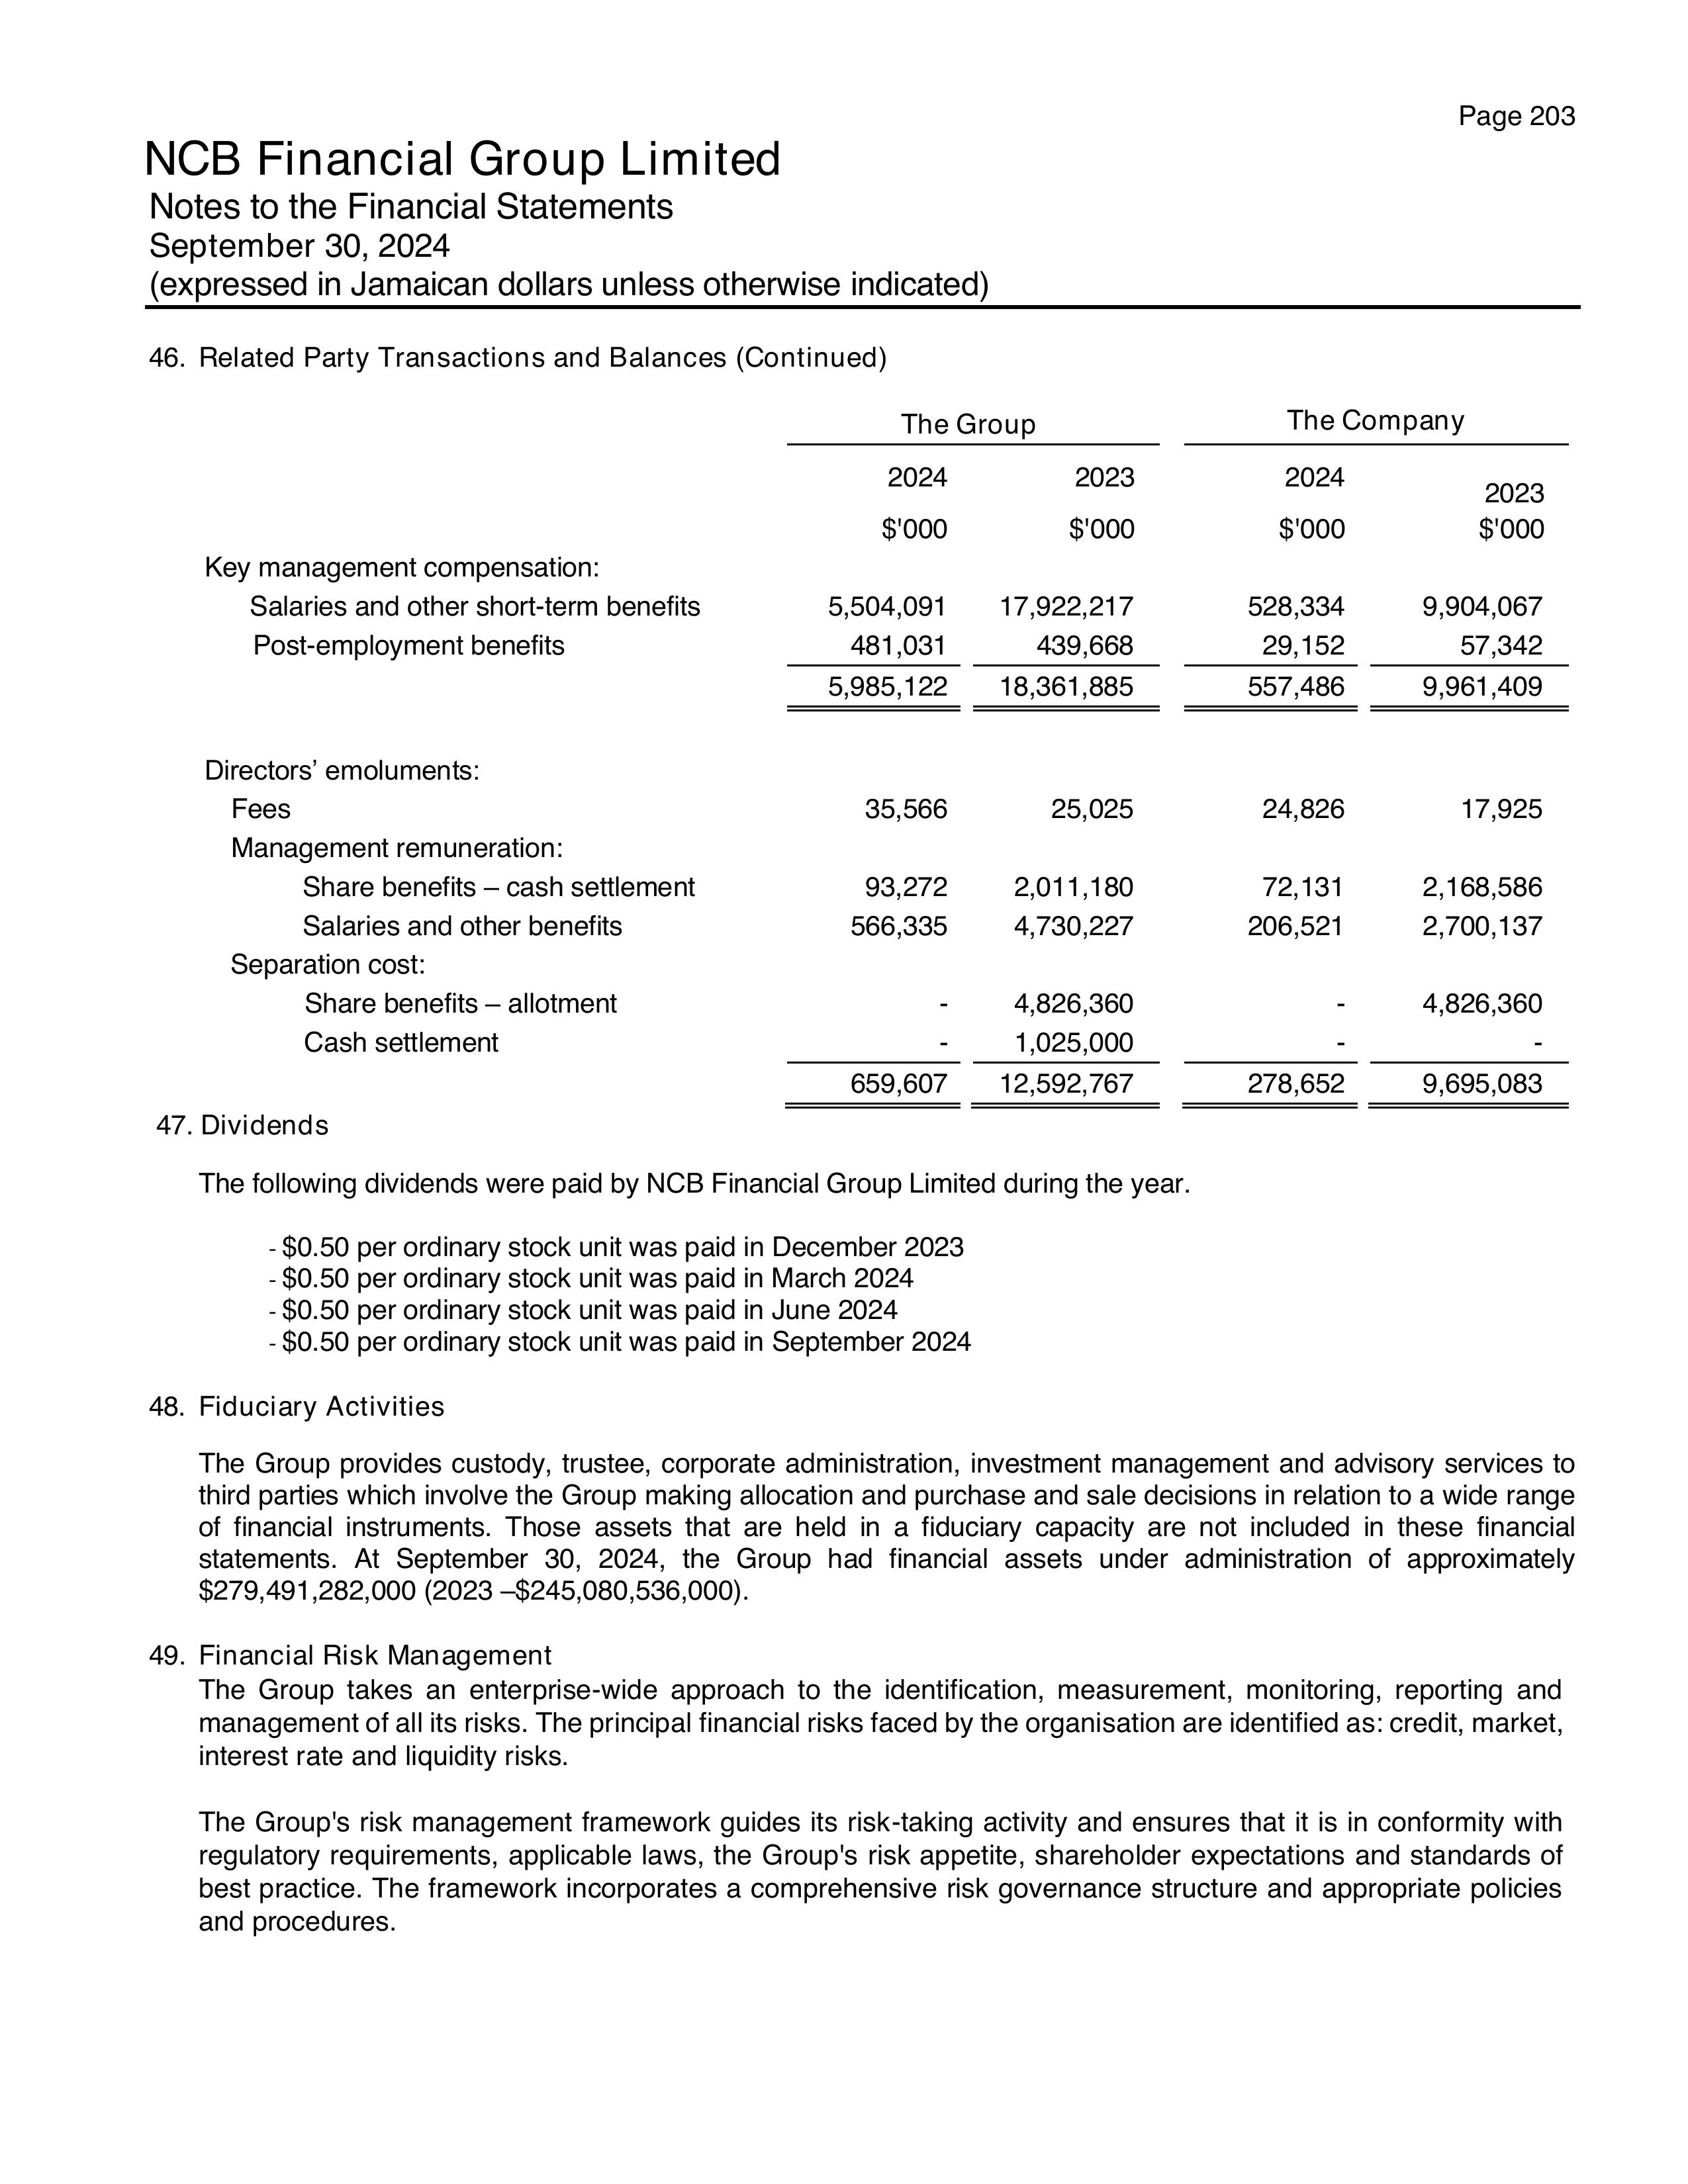 Page 203
NCB Financial Group Limited
Notes to the Financial Statements
September 30, 2024
(expressed in Jamaican dollars unless otherwise indicated)
46. Related Party Transactions and Balances (Continued)
The Group The Company
2024 2023 2024 2023
$'000 $'000 $'000 $'000
Key management compensation:
Salaries and other short-term benefits 5,504,091 17,922,217 528,334 9,904,067
Post-employment benefits 481,031 439,668 29,152 57,342
5,985,122 18,361,885 557,486 9,961,409
Directors’ emoluments:
Fees 35,566 25,025 24,826 17,925
Management remuneration:
Share benefits – cash settlement 93,272 2,011,180 72,131 2,168,586
Salaries and other benefits 566,335 4,730,227 206,521 2,700,137
Separation cost:
Share benefits – allotment - 4,826,360 - 4,826,360
Cash settlement - 1,025,000 - -
659,607 12,592,767 278,652 9,695,083
47. Dividends
The following dividends were paid by NCB Financial Group Limited during the year.
- $0.50 per ordinary stock unit was paid in December 2023
- $0.50 per ordinary stock unit was paid in March 2024
- $0.50 per ordinary stock unit was paid in June 2024
- $0.50 per ordinary stock unit was paid in September 2024
48. Fiduciary Activities
The Group provides custody, trustee, corporate administration, investment management and advisory services to
third parties which involve the Group making allocation and purchase and sale decisions in relation to a wide range
of financial instruments. Those assets that are held in a fiduciary capacity are not included in these financial
statements. At September 30, 2024, the Group had financial assets under administration of approximately
$279,491,282,000 (2023 –$245,080,536,000).
49. Financial Risk Management
The Group takes an enterprise-wide approach to the identification, measurement, monitoring, reporting and
management of all its risks. The principal financial risks faced by the organisation are identified as: credit, market,
interest rate and liquidity risks.
The Group's risk management framework guides its risk-taking activity and ensures that it is in conformity with
regulatory requirements, applicable laws, the Group's risk appetite, shareholder expectations and standards of
best practice. The framework incorporates a comprehensive risk governance structure and appropriate policies
and procedures.